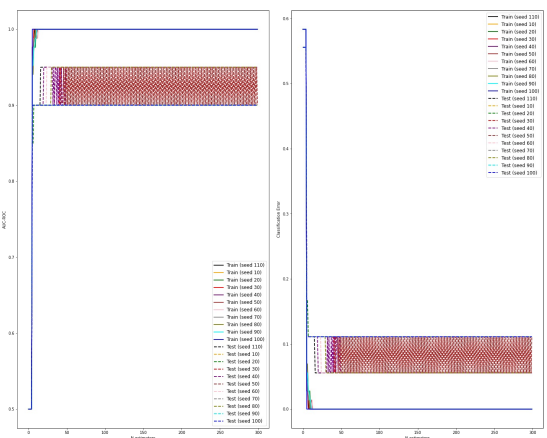 1.0
0.9
0.8
0.7
0.6
0.5
AUC-ROC
0
50
100
150
200
250
300
N estimators
Train (seed 110)
Train (seed 10)
Train (seed 20)
Train (seed 30)
Train (seed 40)
Train (seed 50)
Train (seed 60)
Train (seed 70)
Train (seed 80)
Train (seed 90)
Train (seed 100)
Test (seed 110)
Test (seed 10)
Test (seed 20)
Test (seed 30)
Test (seed 40)
Test (seed 50)
Test (seed 60)
Test (seed 70)
Test (seed 80)
Test (seed 90)
Test (seed 100)
0.6
0.5
0.4
0.3
0.2
0.1
0.0
Classification Error
0
50
100
150
200
250
300
N estimators
Train (seed 110)
Train (seed 10)
Train (seed 20)
Train (seed 30)
Train (seed 40)
Train (seed 50)
Train (seed 60)
Train (seed 70)
Train (seed 80)
Train (seed 90)
Train (seed 100)
Test (seed 110)
Test (seed 10)
Test (seed 20)
Test (seed 30)
Test (seed 40)
Test (seed 50)
Test (seed 60)
Test (seed 70)
Test (seed 80)
Test (seed 90)
Test (seed 100)